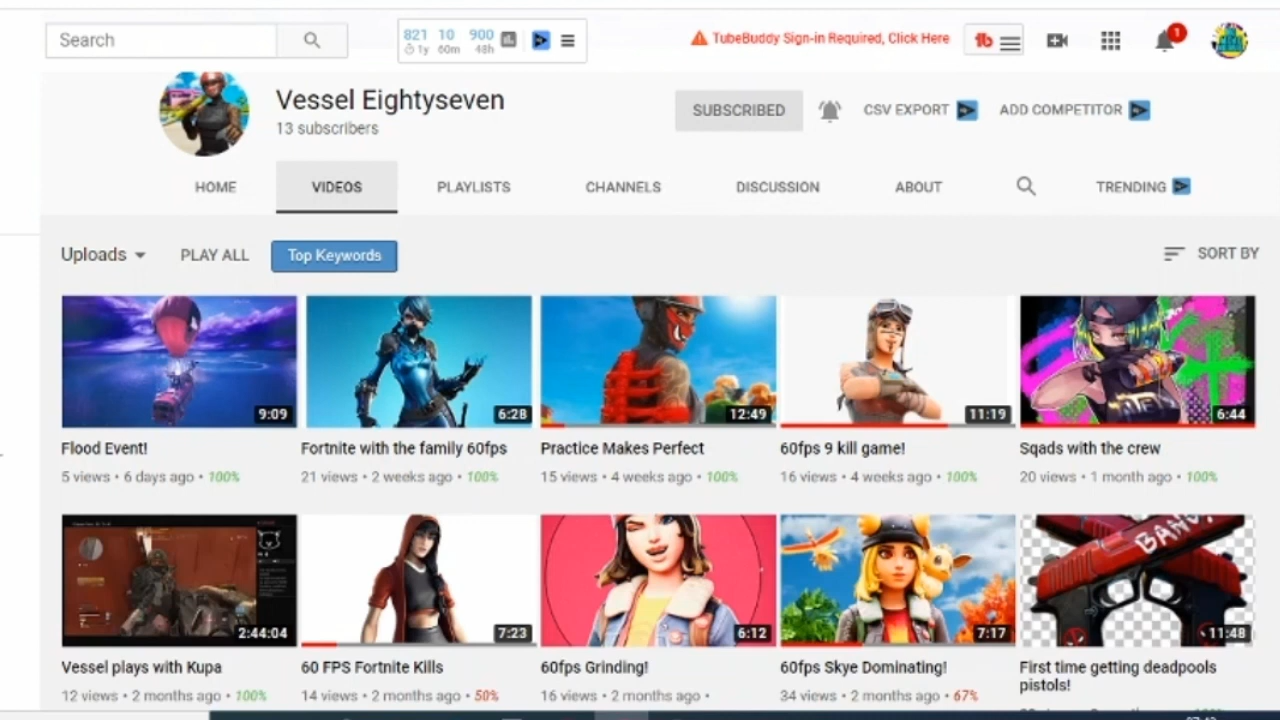 Search
821 10 900
1y 60m 48h
TubeBuddy Sign-in Required, Click Here
tb
1
Vessel Eightyseven
13 subscribers
SUBSCRIBED
CSV EXPORT
ADD COMPETITOR
HOME
VIDEOS
PLAYLISTS
CHANNELS
DISCUSSION
ABOUT
TRENDING
Uploads
PLAY ALL
Top Keywords
SORT BY
9:09
6:28
12:49
11:19
6:44
Flood Event!
Fortnite with the family 60fps
Practice Makes Perfect
60fps 9 kill game!
Sqads with the crew
5 views • 6 days ago • 100%
21 views • 2 weeks ago • 100%
15 views • 4 weeks ago • 100%
16 views • 4 weeks ago • 100%
20 views • 1 month ago • 100%
BANG!
2:44:04
7:23
6:12
7:17
11:48
Vessel plays with Kupa
60 FPS Fortnite Kills
60fps Grinding!
60fps Skye Dominating!
First time getting deadpools
pistols!
12 views • 2 months ago • 100%
14 views • 2 months ago • 50%
16 views • 2 months ago •
34 views • 2 months ago • 67%